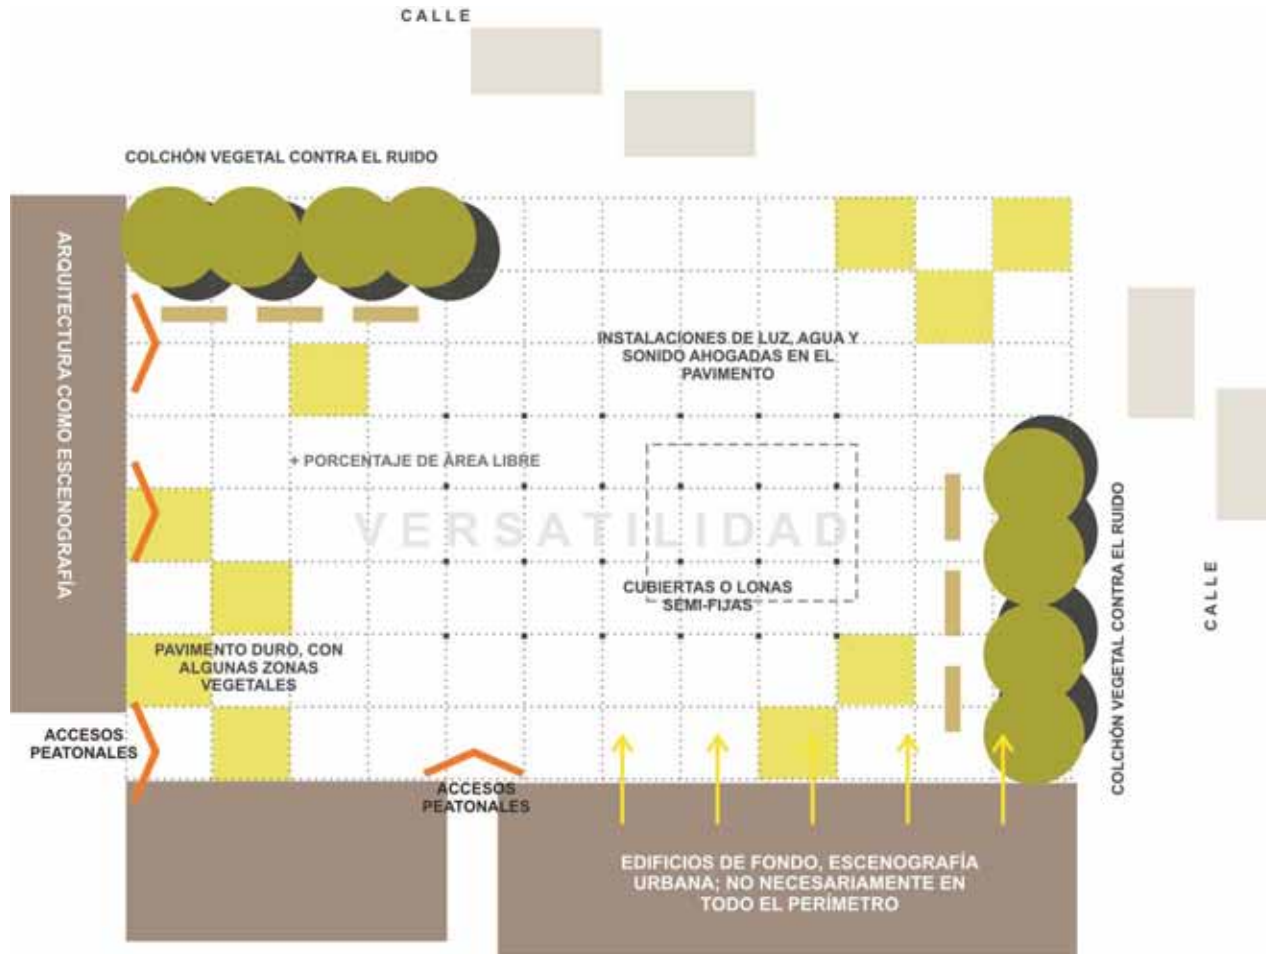 CALLE
COLCHÓN VEGETAL CONTRA EL RUIDO
ARQUITECTURA COMO ESCENOGRAFÍA
INSTALACIONES DE LUZ, AGUA Y
SONIDO AHOGADAS EN EL
PAVIMENTO
+ PORCENTAJE DE ÀREA LIBRE
VERSATILIDAD
CUBIERTAS O LONAS
SEMI-FIJAS
PAVIMENTO DURO, CON
ALGUNAS ZONAS
VEGETALES
COLCHÓN VEGETAL CONTRA EL RUIDO
CALLE
ACCESOS
PEATONALES
ACCESOS
PEATONALES
EDIFICIOS DE FONDO, ESCENOGRAFÍA
URBANA; NO NECESARIAMENTE EN
TODO EL PERÍMETRO